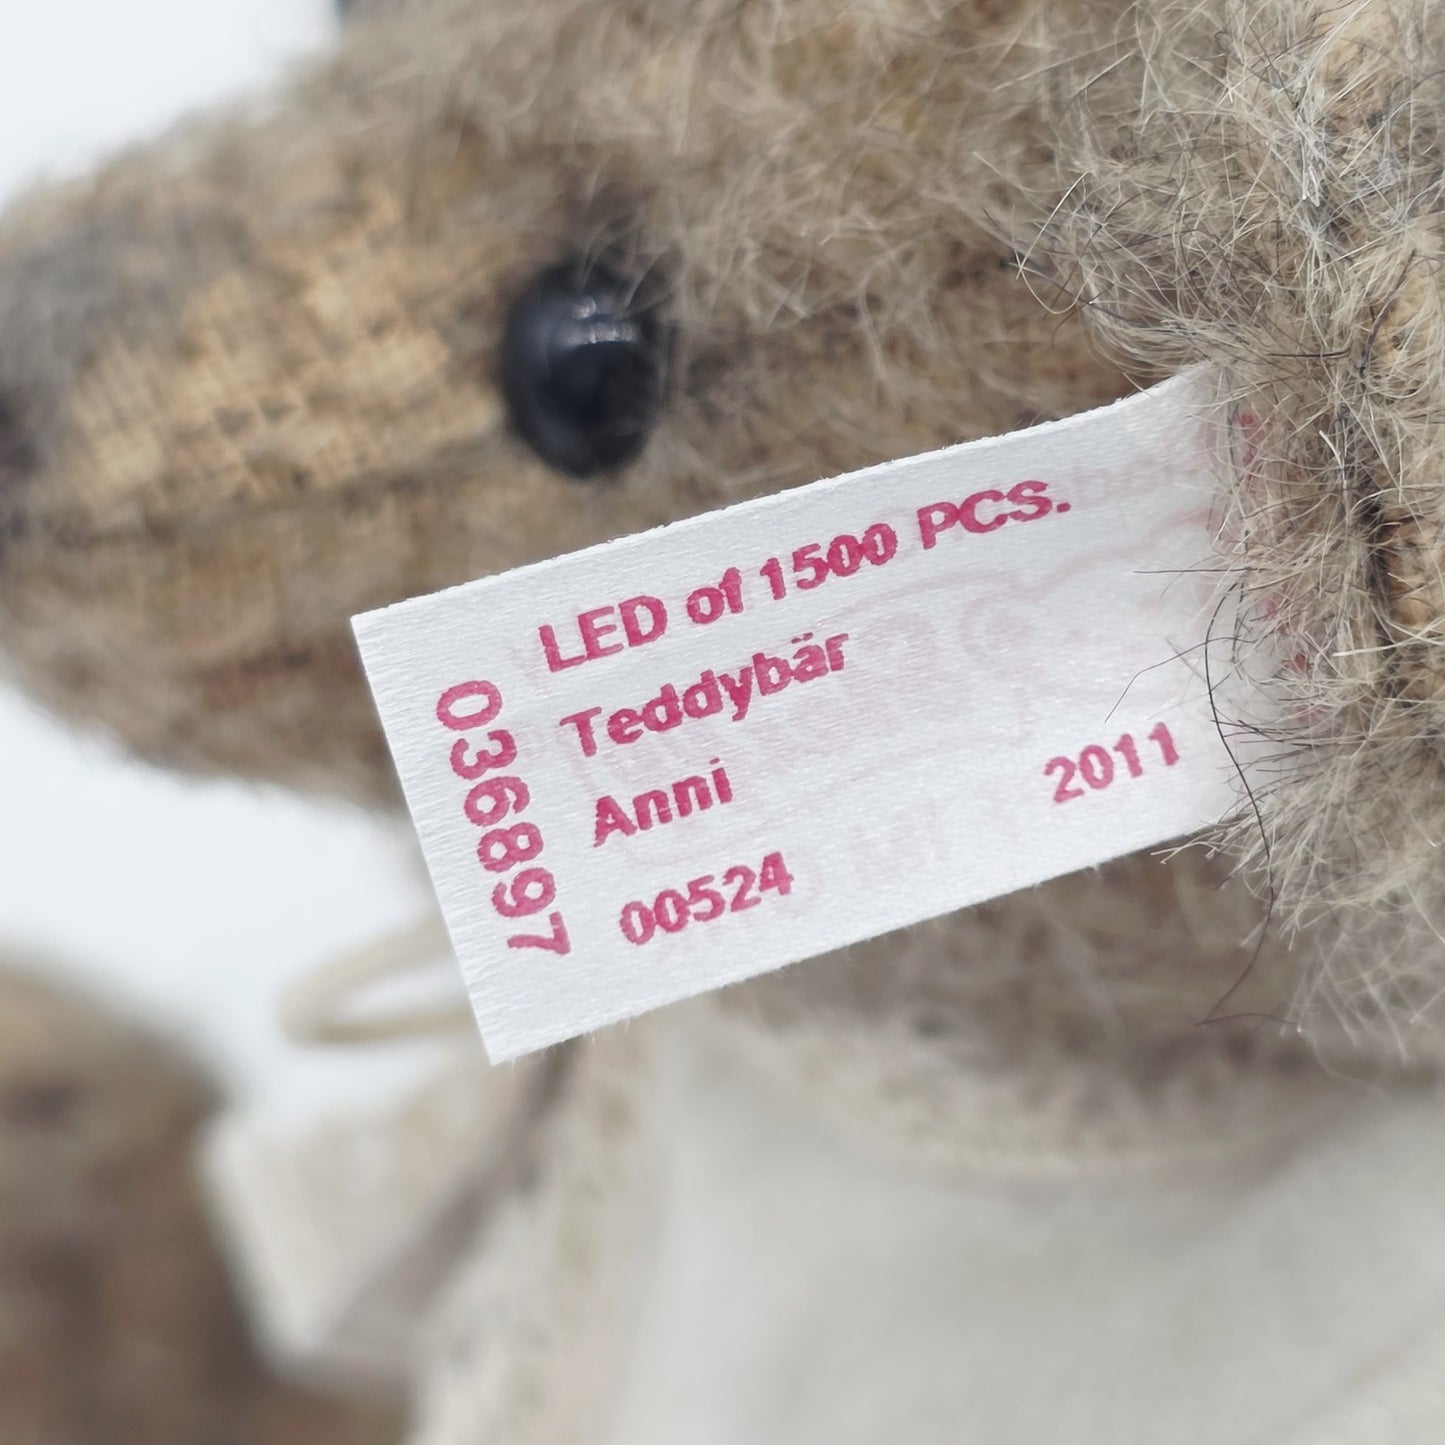 LED of 1500 PCS.
Teddybär
Anni 2011
00524
036897